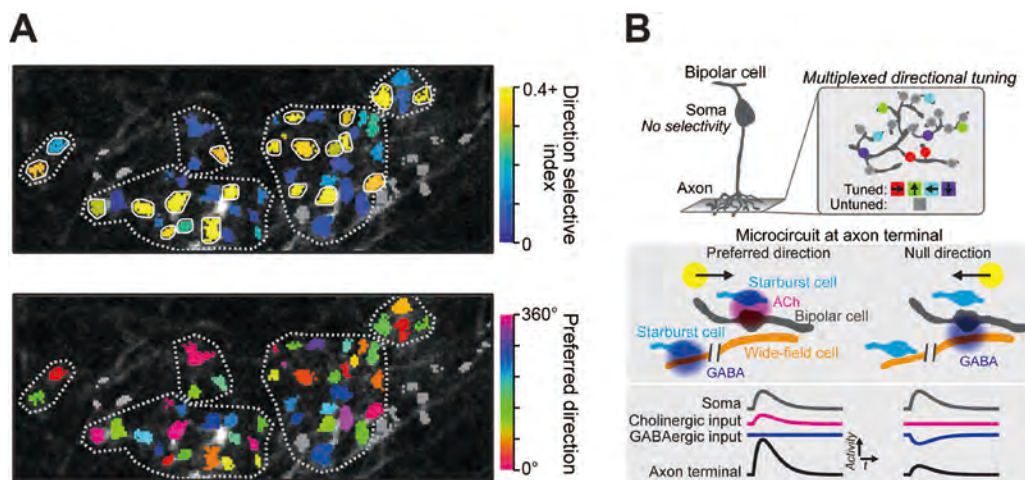 A
0.4+
Direction selective
index
0
360°
Preferred direction
0°
B
Bipolar cell
Soma
No selectivity
Axon
Multiplexed directional tuning
Tuned:
Untuned:
Microcircuit at axon terminal
Preferred direction
Null direction
Starburst cell
ACh
Bipolar cell
Starburst cell
Wide-field cell
GABA
GABA
Soma
Cholinergic input
GABAergic input
Axon terminal
Activity
t